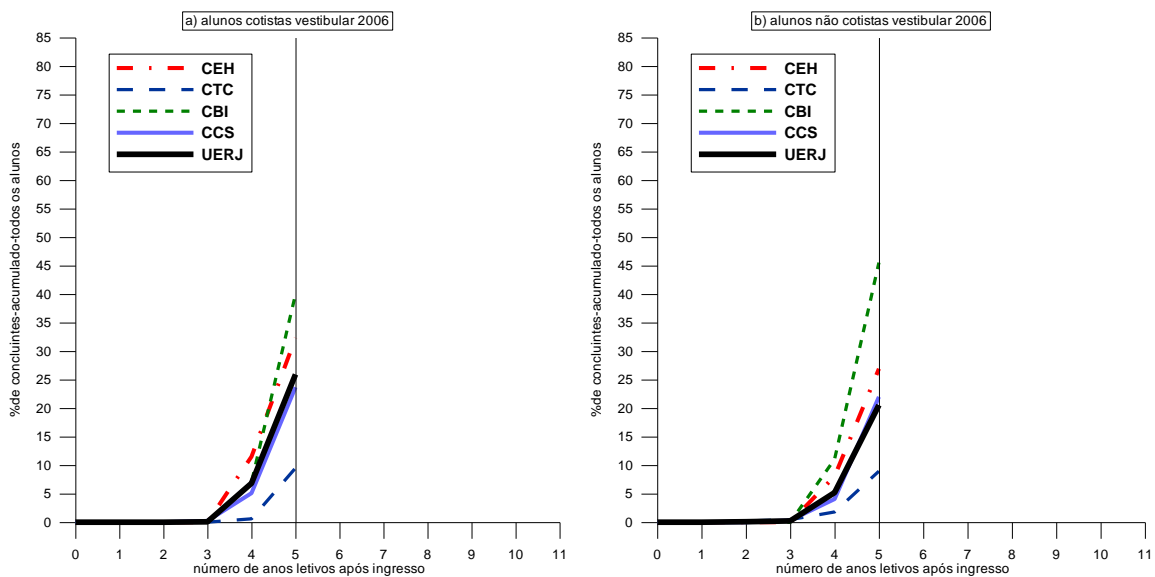 a) alunos cotistas vestibular 2006
85
80
75
70
65
60
55
50
45
40
35
30
25
20
15
10
5
0
%de concluintes-acumulado-todos os alunos
CEH
CTC
CBI
CCS
UERJ
0 1 2 3 4 5 6 7 8 9 10 11
número de anos letivos após ingresso
b) alunos não cotistas vestibular 2006
85
80
75
70
65
60
55
50
45
40
35
30
25
20
15
10
5
0
%de concluintes-acumulado-todos os alunos
CEH
CTC
CBI
CCS
UERJ
0 1 2 3 4 5 6 7 8 9 10 11
número de anos letivos após ingresso